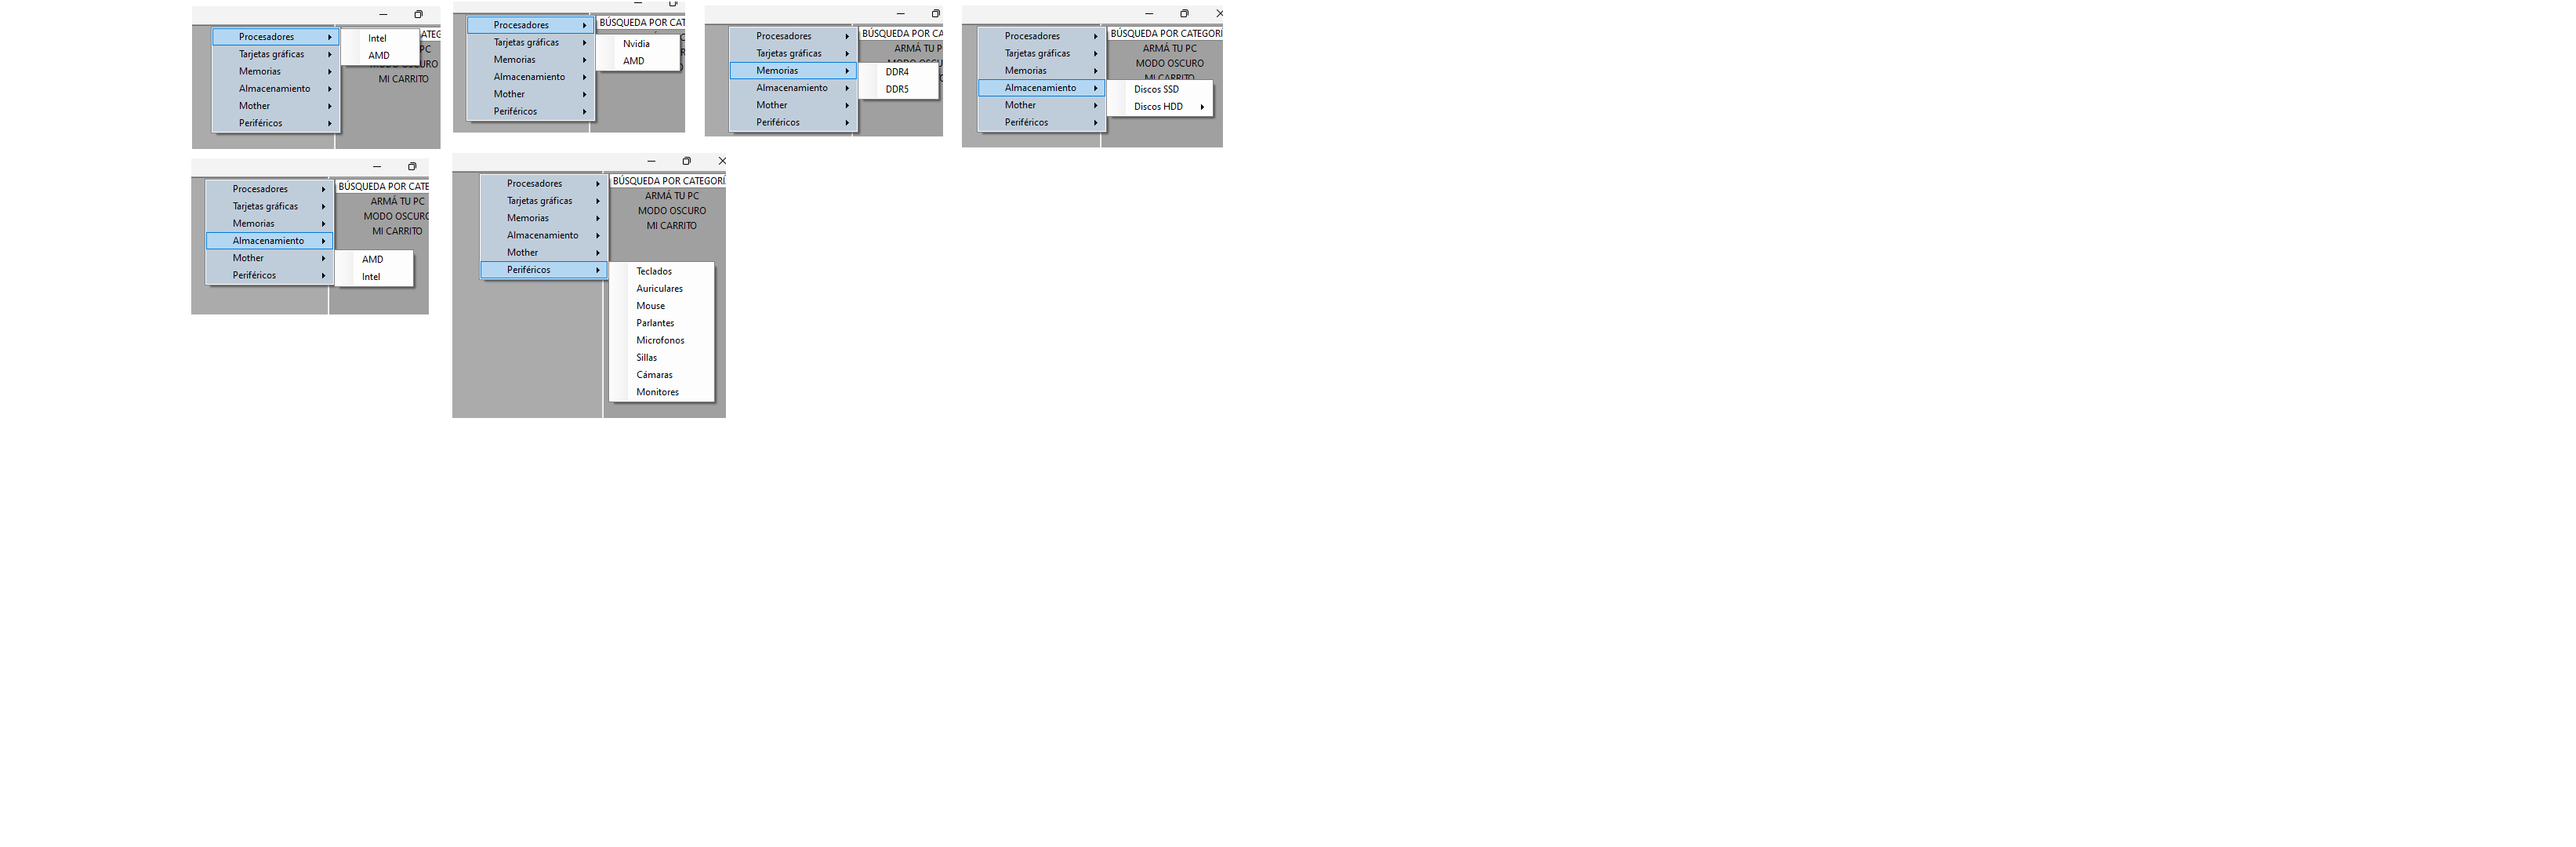 Procesadores
Tarjetas gráficas
Memorias
Almacenamiento
Mother
Periféricos
Intel
AMD
MI CARRITO
Procesadores
Tarjetas gráficas
Memorias
Almacenamiento
Mother
Periféricos
BÚSQUEDA POR CAT
Nvidia
AMD
Procesadores
Tarjetas gráficas
Memorias
Almacenamiento
Mother
Periféricos
BÚSQUEDA POR CA
ARMÁ TU P
DDR4
DDR5
Procesadores
Tarjetas gráficas
Memorias
Almacenamiento
Mother
Periféricos
BÚSQUEDA POR CATEGORÍ
ARMÁ TU PC
MODO OSCURO
MI CARRITO
Discos SSD
Discos HDD
Procesadores
Tarjetas gráficas
Memorias
Almacenamiento
Mother
Periféricos
BÚSQUEDA POR CATE
ARMÁ TU PC
MODO OSCURO
MI CARRITO
AMD
Intel
Procesadores
Tarjetas gráficas
Memorias
Almacenamiento
Mother
Periféricos
BÚSQUEDA POR CATEGORÍ
ARMÁ TU PC
MODO OSCURO
MI CARRITO
Teclados
Auriculares
Mouse
Parlantes
Microfonos
Sillas
Cámaras
Monitores